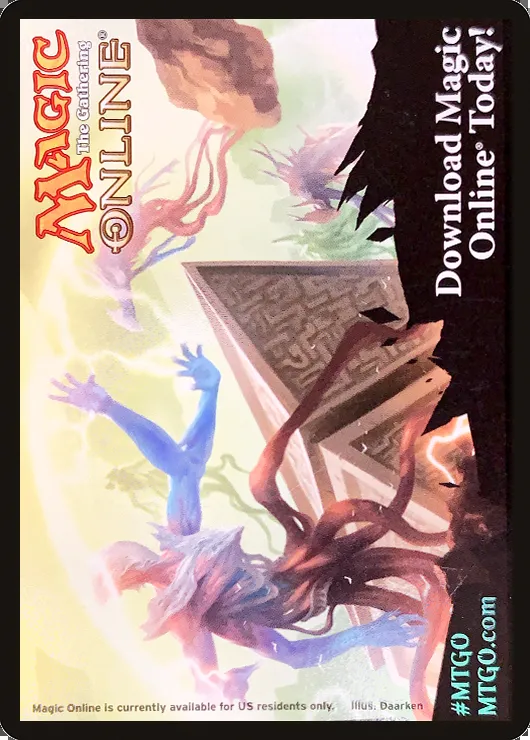 MAGIC
The Gathering
ONLINE®
Download Magic
Online® Today!
Magic Online is currently available for US residents only. Illus. Daarken
#MTGO
MTGO.com